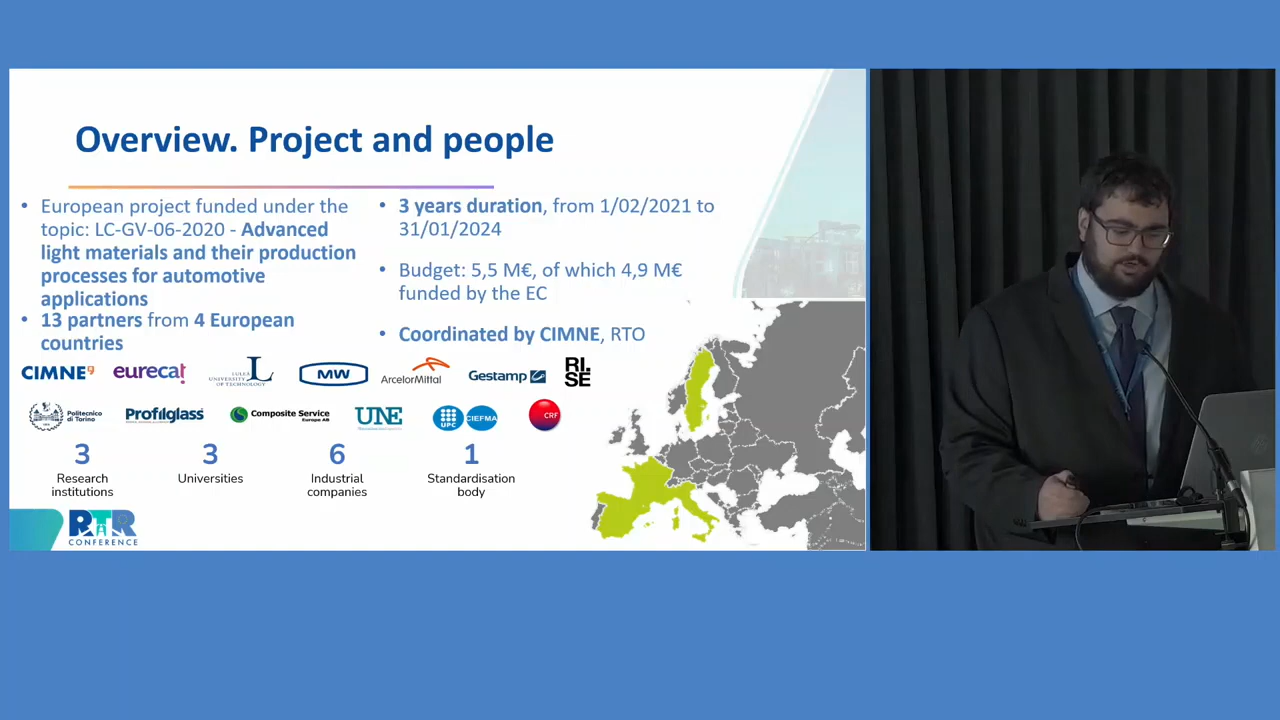 Overview. Project and people
• European project funded under the
topic: LC-GV-06-2020 - Advanced
light materials and their production
processes for automotive
applications
• 13 partners from 4 European
countries
• 3 years duration, from 1/02/2021 to
31/01/2024
• Budget: 5,5 M€, of which 4,9 M€
funded by the EC
• Coordinated by CIMNE, RTO
CIMNE
eurecat
LULEÅ
UNIVERSITY
OF TECHNOLOGY
L
MW
ArcelorMittal
Gestamp
RI.
SE
Politecnico
di Torino
Profilglass
Composite Service
Europe AB
UNE
UPC
CIEFMA
CRF
3
Research
institutions
3
Universities
6
Industrial
companies
1
Standardisation
body
RTR
CONFERENCE